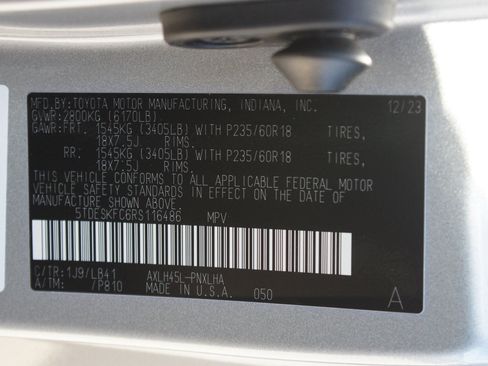 MFD.BY:TOYOTA MOTOR MANUFACTURING, INDIANA, INC. 12/23
GVWR:2800KG (6170LB)
GAWR:FRT. 1545KG (3405LB) WITH P235/60R18 TIRES,
18X7.5J RIMS.
RR. 1545KG (3405LB) WITH P235/60R18 TIRES,
18X7.5J RIMS.
THIS VEHICLE CONFORMS TO ALL APPLICABLE FEDERAL MOTOR
VEHICLE SAFETY STANDARDS IN EFFECT ON THE DATE OF
MANUFACTURE SHOWN ABOVE.
5TDESKFC6RS116486 MPV
C/TR:1J9/LB41 AXLH45L-PNXLHA
A/TM: /P810 MADE IN U.S.A. 050 A